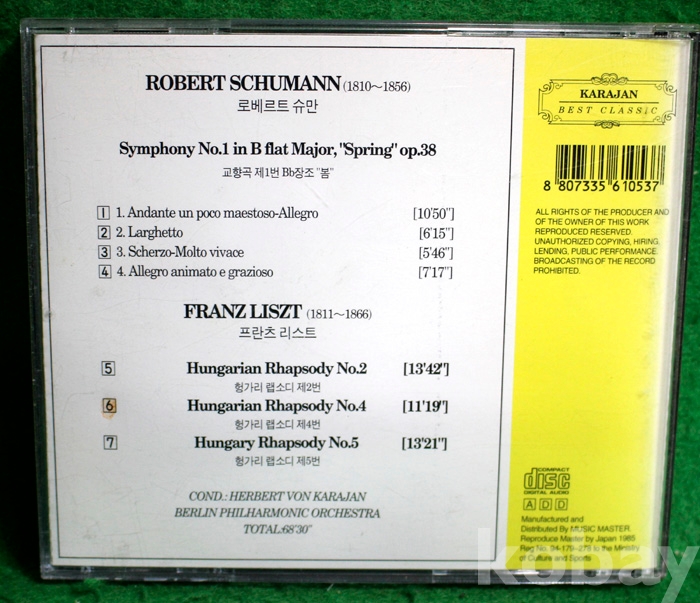 ROBERT SCHUMANN (1810~1856)
로베르트 슈만
Symphony No.1 in B flat Major, "Spring" op.38
교향곡 제1번 Bb장조 "봄"
1 1. Andante un poco maestoso-Allegro [10'50"]
2 2. Larghetto [6'15"]
3 3. Scherzo-Molto vivace [5'46"]
4 4. Allegro animato e grazioso [7'17"]
FRANZ LISZT (1811~1866)
프란츠 리스트
5 Hungarian Rhapsody No.2 [13'42"]
헝가리 랩소디 제2번
6 Hungarian Rhapsody No.4 [11'19"]
헝가리 랩소디 제4번
7 Hungary Rhapsody No.5 [13'21"]
헝가리 랩소디 제5번
COND.: HERBERT VON KARAJAN
BERLIN PHILHARMONIC ORCHESTRA
TOTAL:68'30"
KARAJAN
BEST CLASSIC
8 807335 610537
ALL RIGHTS OF THE PRODUCER AND
OF THE OWNER OF THIS WORK
REPRODUCED RESERVED.
UNAUTHORIZED COPYING, HIRING,
LENDING, PUBLIC PERFORMANCE,
BROADCASTING OF THE RECORD
PROHIBITED.
COMPACT
disc
DIGITAL AUDIO
A D D
Manufactured and
Distributed By MUSIC MASTER.
Reproduce Master by Japan 1985
Reg No. 94-179~278 to the Ministry
of Culture and Sports
kobay